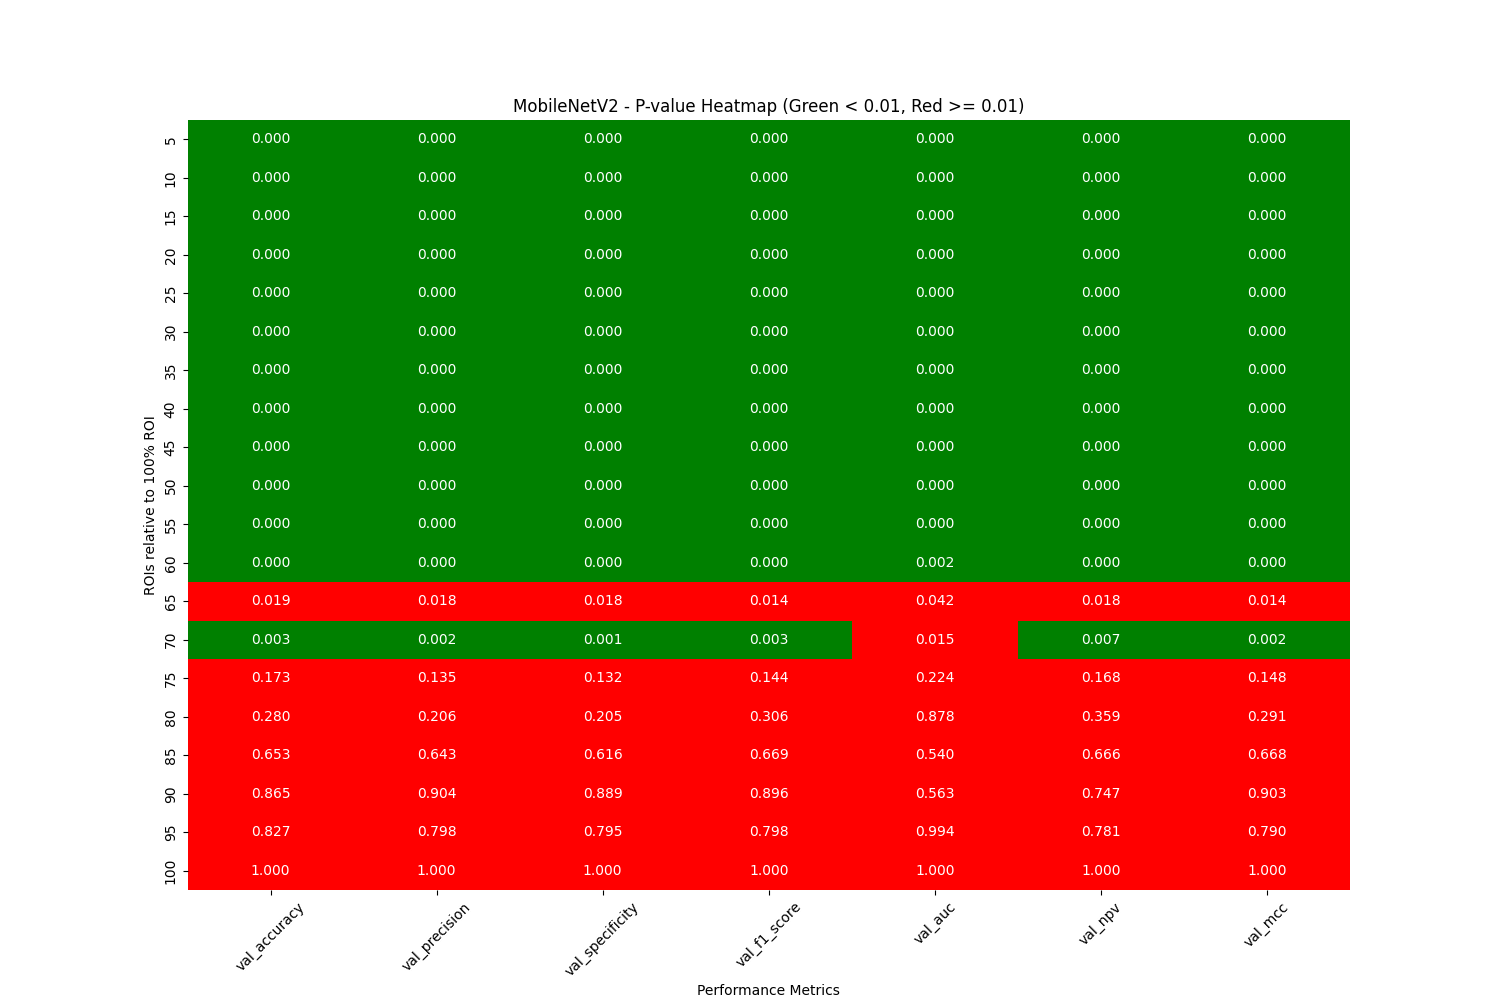 MobileNetV2 - P-value Heatmap (Green < 0.01, Red >= 0.01)
ROIs relative to 100% ROI
5 0.000 0.000 0.000 0.000 0.000 0.000 0.000
10 0.000 0.000 0.000 0.000 0.000 0.000 0.000
15 0.000 0.000 0.000 0.000 0.000 0.000 0.000
20 0.000 0.000 0.000 0.000 0.000 0.000 0.000
25 0.000 0.000 0.000 0.000 0.000 0.000 0.000
30 0.000 0.000 0.000 0.000 0.000 0.000 0.000
35 0.000 0.000 0.000 0.000 0.000 0.000 0.000
40 0.000 0.000 0.000 0.000 0.000 0.000 0.000
45 0.000 0.000 0.000 0.000 0.000 0.000 0.000
50 0.000 0.000 0.000 0.000 0.000 0.000 0.000
55 0.000 0.000 0.000 0.000 0.000 0.000 0.000
60 0.000 0.000 0.000 0.000 0.002 0.000 0.000
65 0.019 0.018 0.018 0.014 0.042 0.018 0.014
70 0.003 0.002 0.001 0.003 0.015 0.007 0.002
75 0.173 0.135 0.132 0.144 0.224 0.168 0.148
80 0.280 0.206 0.205 0.306 0.878 0.359 0.291
85 0.653 0.643 0.616 0.669 0.540 0.666 0.668
90 0.865 0.904 0.889 0.896 0.563 0.747 0.903
95 0.827 0.798 0.795 0.798 0.994 0.781 0.790
100 1.000 1.000 1.000 1.000 1.000 1.000 1.000
val_accuracy val_precision val_specificity val_f1_score val_auc val_npv val_mcc
Performance Metrics